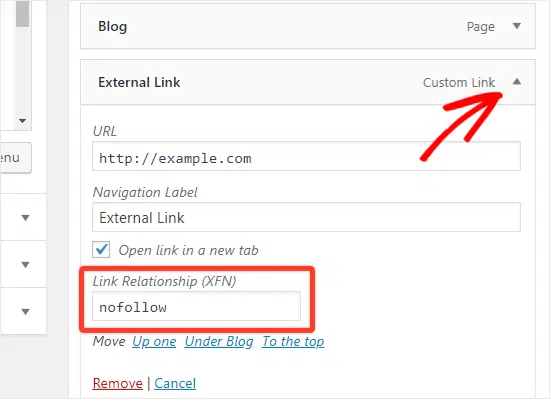 Blog Page
External Link Custom Link
URL
http://example.com
enu
Navigation Label
External Link
Open link in a new tab
Link Relationship (XFN)
nofollow
Move Up one Under Blog To the top
Remove | Cancel